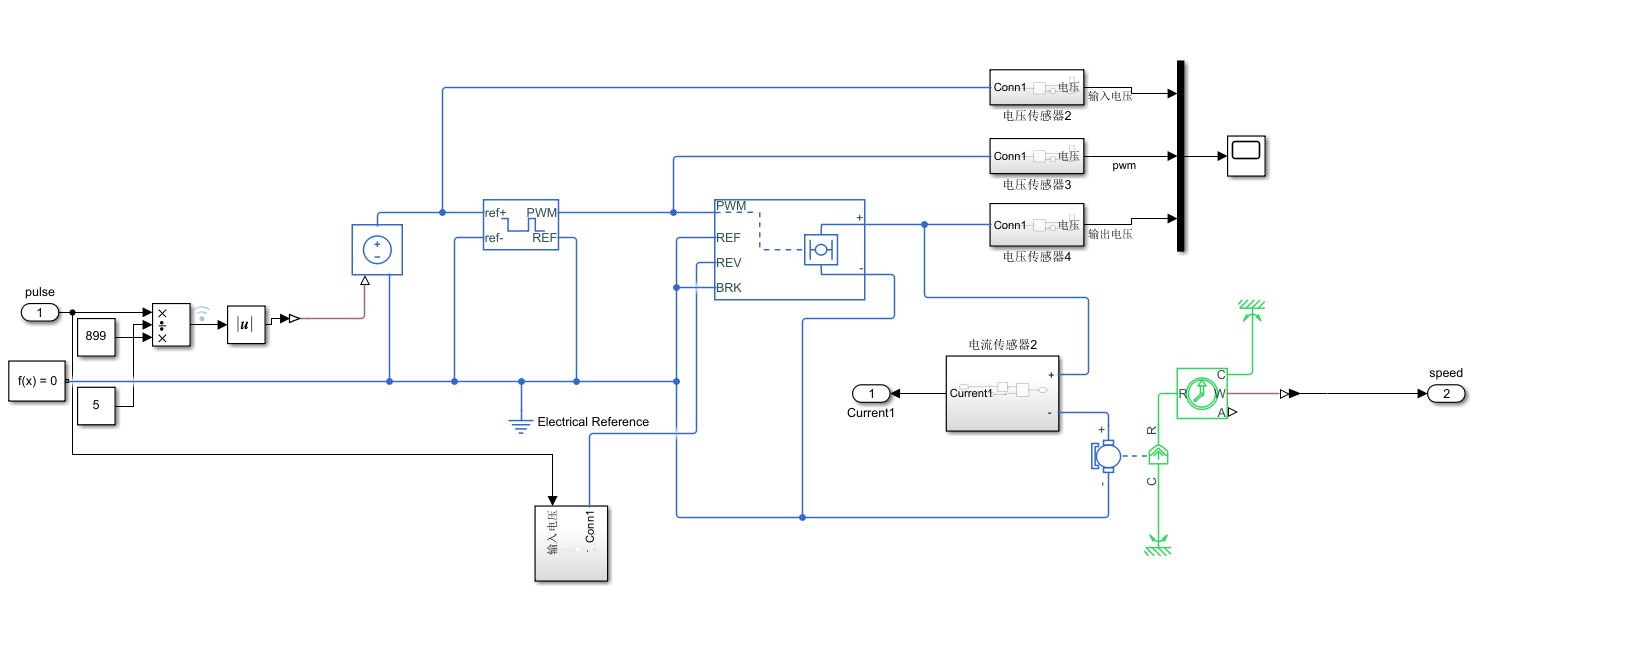 Conn1 电压
输入电压
电压传感器2
Conn1 电压
pwm
电压传感器3
Conn1 电压
输出电压
电压传感器4
ref+ PWM
ref- REF
+
−
PWM
REF
REV
BRK
+
-
pulse
1
899
×
÷
×
|u|
f(x) = 0
5
Electrical Reference
电流传感器2
+
Current1
-
1
Current1
+
-
R
C
R
C
W
A
speed
2
输入电压
Conn1